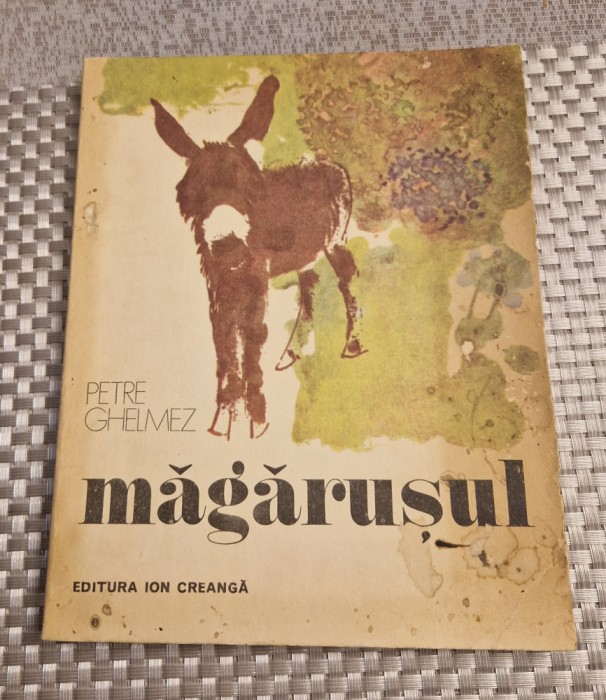 PETRE
GHELMEZ
măgărușul
EDITURA ION CREANGĂ